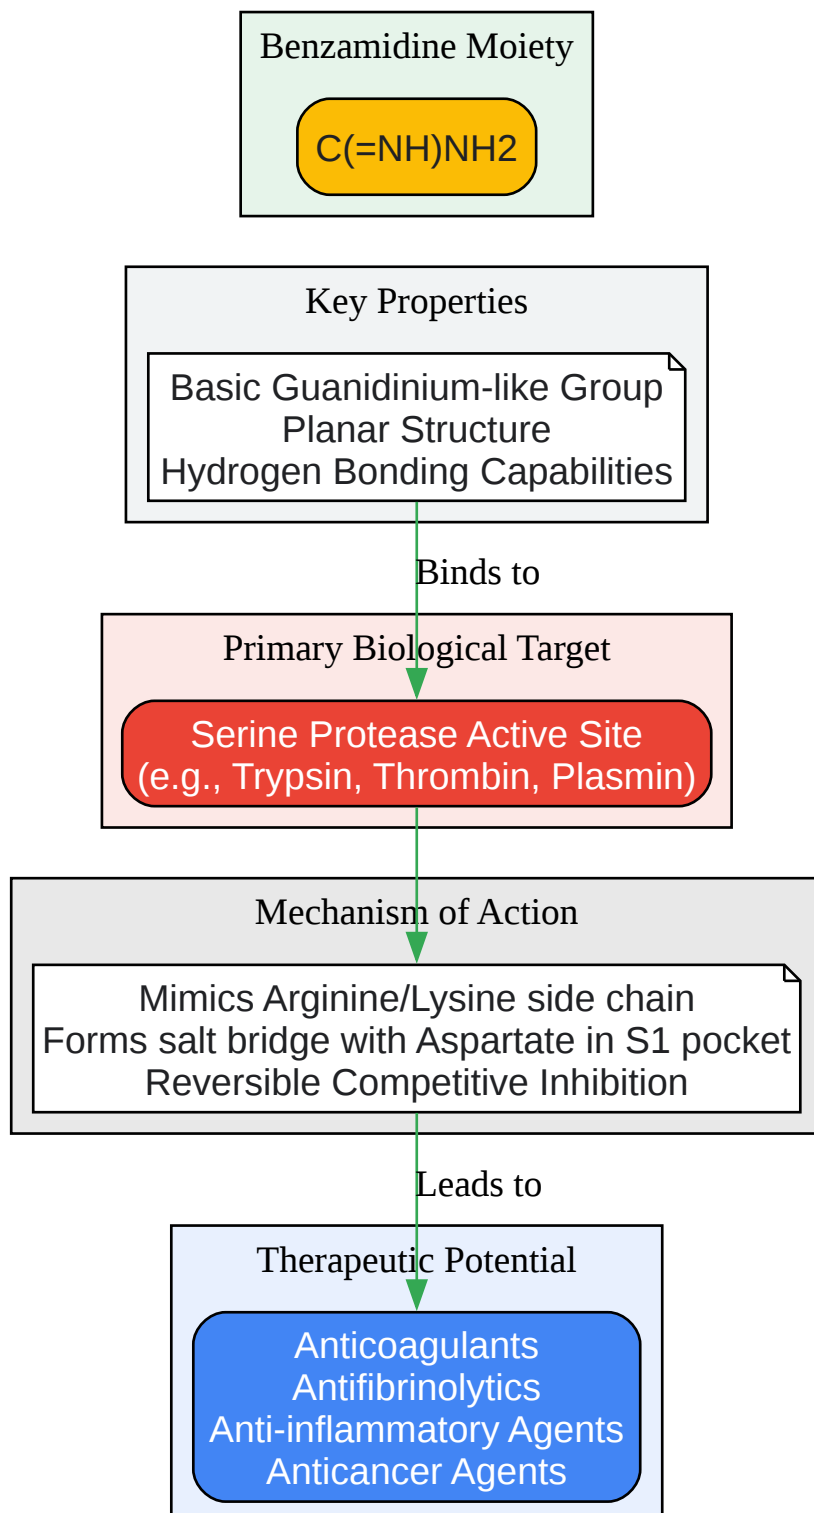 Benzamidine Moiety
C(=NH)NH2
Key Properties
Basic Guanidinium-like Group
Planar Structure
Hydrogen Bonding Capabilities
Binds to
Primary Biological Target
Serine Protease Active Site
(e.g., Trypsin, Thrombin, Plasmin)
Mechanism of Action
Mimics Arginine/Lysine side chain
Forms salt bridge with Aspartate in S1 pocket
Reversible Competitive Inhibition
Leads to
Therapeutic Potential
Anticoagulants
Antifibrinolytics
Anti-inflammatory Agents
Anticancer Agents